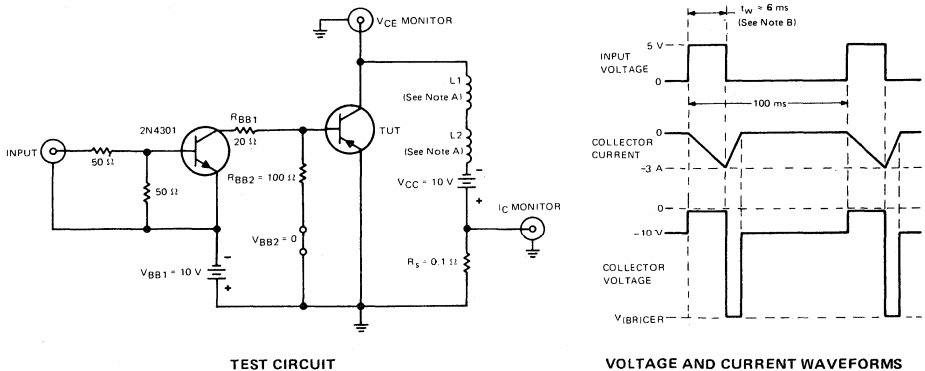 V_CE MONITOR
L1
(See Note A)
R_BB1
2N4301
20 Ω
TUT
L2
(See Note A)
INPUT
50 Ω
50 Ω
R_BB2 = 100 Ω
V_CC = 10 V
-
+
I_C MONITOR
V_BB2 = 0
V_BB1 = 10 V
-
+
R_s = 0.1 Ω
TEST CIRCUIT
t_w ≈ 6 ms
(See Note B)
INPUT
VOLTAGE
5 V
0
100 ms
COLLECTOR
CURRENT
0
-3 A
0
-10 V
COLLECTOR
VOLTAGE
V(BR)CER
VOLTAGE AND CURRENT WAVEFORMS